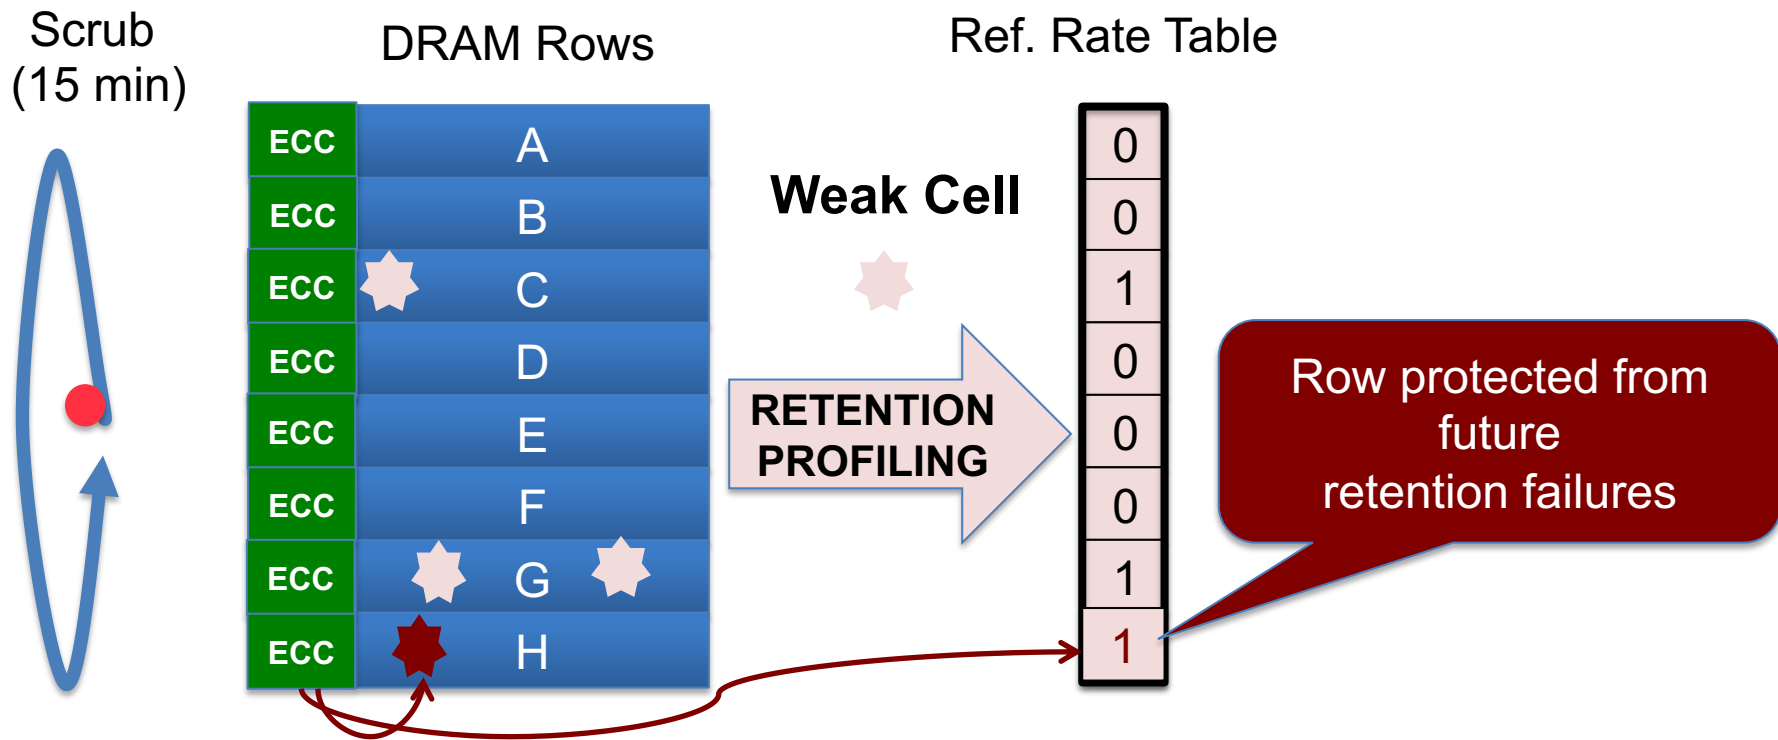 Scrub
(15 min)
DRAM Rows
Ref. Rate Table
ECC A 0
ECC B 0
Weak Cell
ECC C 1
ECC D 0
RETENTION
PROFILING
ECC E 0
ECC F 0
ECC G 1
ECC H 1
Row protected from
future
retention failures